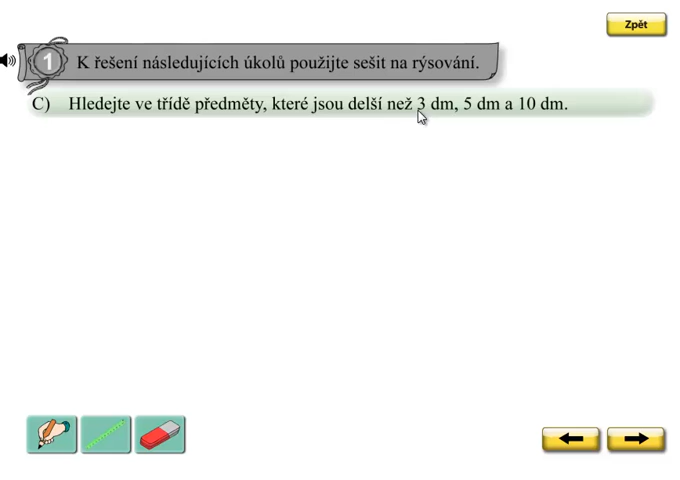 Zpět
1 K řešení následujících úkolů použijte sešit na rýsování.
C) Hledejte ve třídě předměty, které jsou delší než 3 dm, 5 dm a 10 dm.